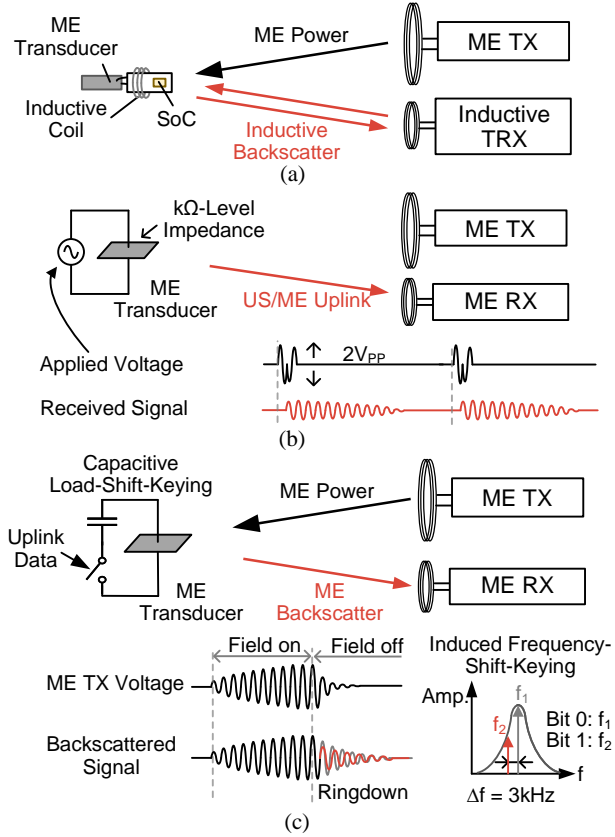 ME
Transducer
ME Power
ME TX
Inductive
Coil
SoC
Inductive
Backscatter
Inductive
TRX
(a)
kΩ-Level
Impedance
ME TX
ME
Transducer
US/ME Uplink
ME RX
Applied Voltage
2VPP
Received Signal
(b)
Capacitive
Load-Shift-Keying
ME Power
ME TX
Uplink
Data
ME
Transducer
ME
Backscatter
ME RX
Field on
Field off
Induced Frequency-
Shift-Keying
ME TX Voltage
Amp.
f1
f2
Bit 0: f1
Bit 1: f2
Backscattered
Signal
Ringdown
f
Δf = 3kHz
(c)